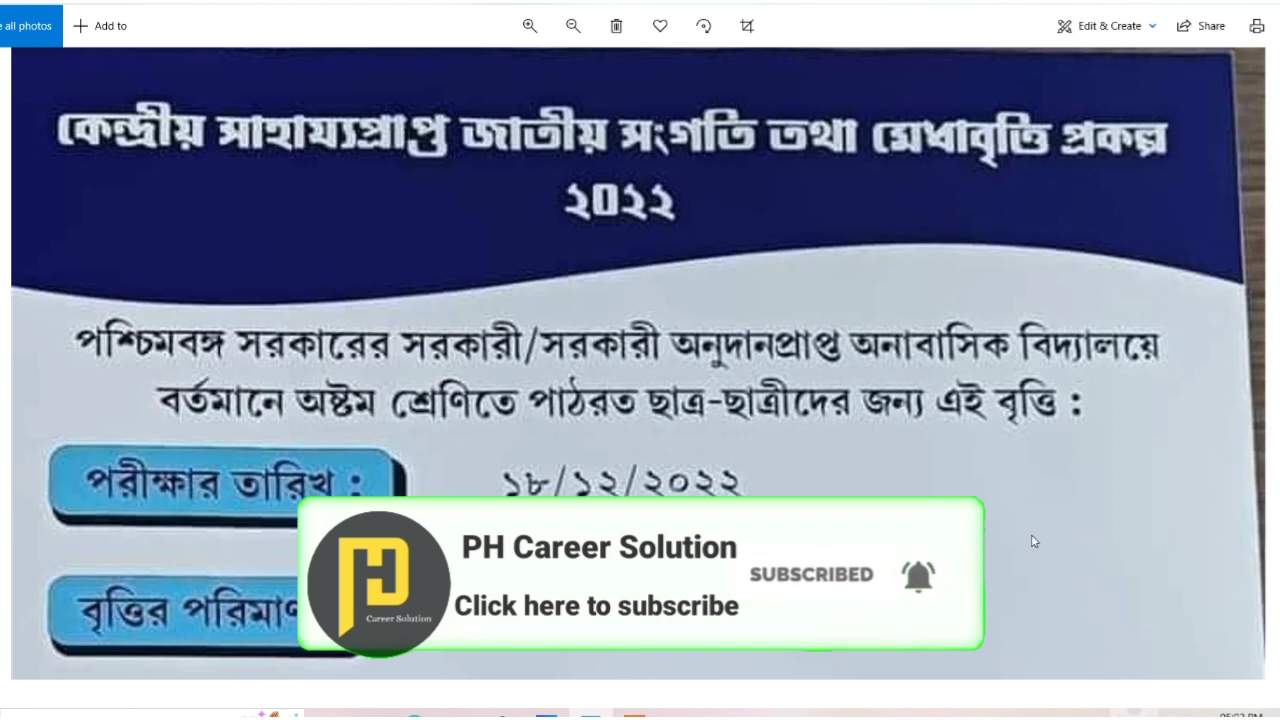 all photos
Add to
Edit & Create
Share
কেন্দ্রীয় সাহায্যপ্রাপ্ত জাতীয় সংগতি তথা মেধাবৃত্তি প্রকল্প
২০২২
পশ্চিমবঙ্গ সরকারের সরকারী/সরকারী অনুদানপ্রাপ্ত অনাবাসিক বিদ্যালয়ে
বর্তমানে অষ্টম শ্রেণিতে পাঠরত ছাত্র-ছাত্রীদের জন্য এই বৃত্তি :
পরীক্ষার তারিখ :
১৮/১২/২০২২
বৃত্তির
PH Career Solution
SUBSCRIBED
Click here to subscribe
Career Solution